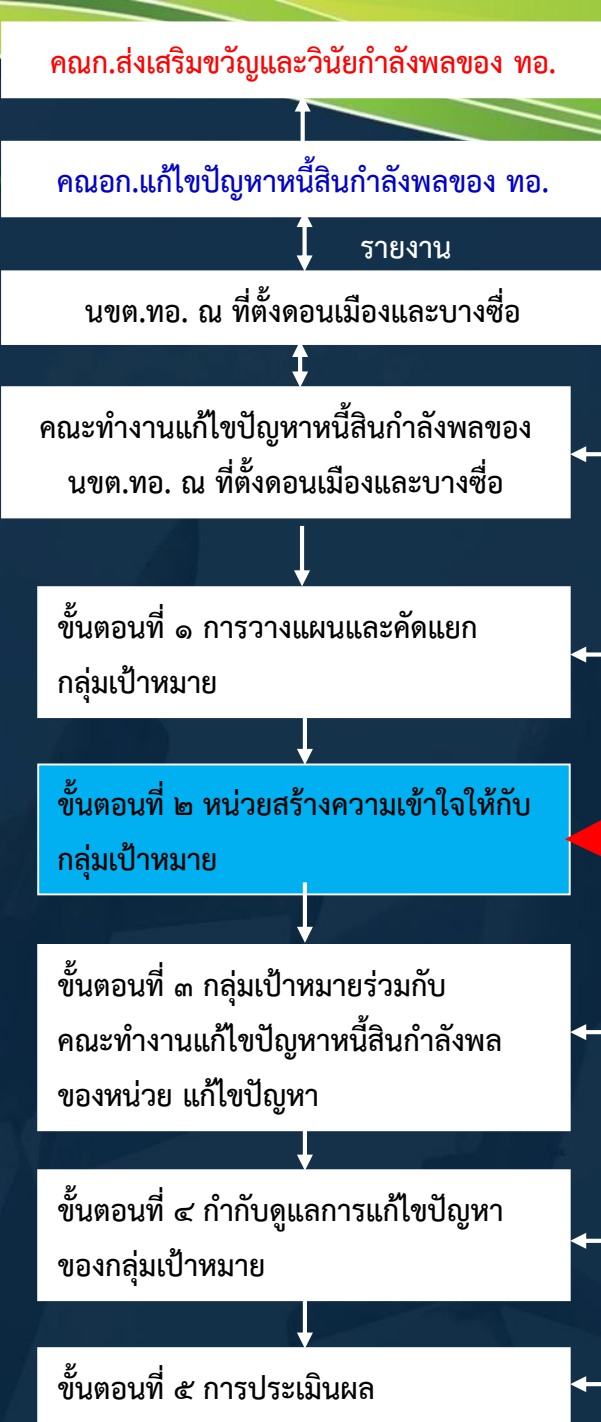 คณก.ส่งเสริมขวัญและวินัยกำลังพลของ ทอ.
คณอก.แก้ไขปัญหาหนี้สินกำลังพลของ ทอ.
รายงาน
นขต.ทอ. ณ ที่ตั้งดอนเมืองและบางซื่อ
คณะทำงานแก้ไขปัญหาหนี้สินกำลังพลของ
นขต.ทอ. ณ ที่ตั้งดอนเมืองและบางซื่อ
ขั้นตอนที่ ๑ การวางแผนและคัดแยก
กลุ่มเป้าหมาย
ขั้นตอนที่ ๒ หน่วยสร้างความเข้าใจให้กับ
กลุ่มเป้าหมาย
ขั้นตอนที่ ๓ กลุ่มเป้าหมายร่วมกับ
คณะทำงานแก้ไขปัญหาหนี้สินกำลังพล
ของหน่วย แก้ไขปัญหา
ขั้นตอนที่ ๔ กำกับดูแลการแก้ไขปัญหา
ของกลุ่มเป้าหมาย
ขั้นตอนที่ ๕ การประเมินผล